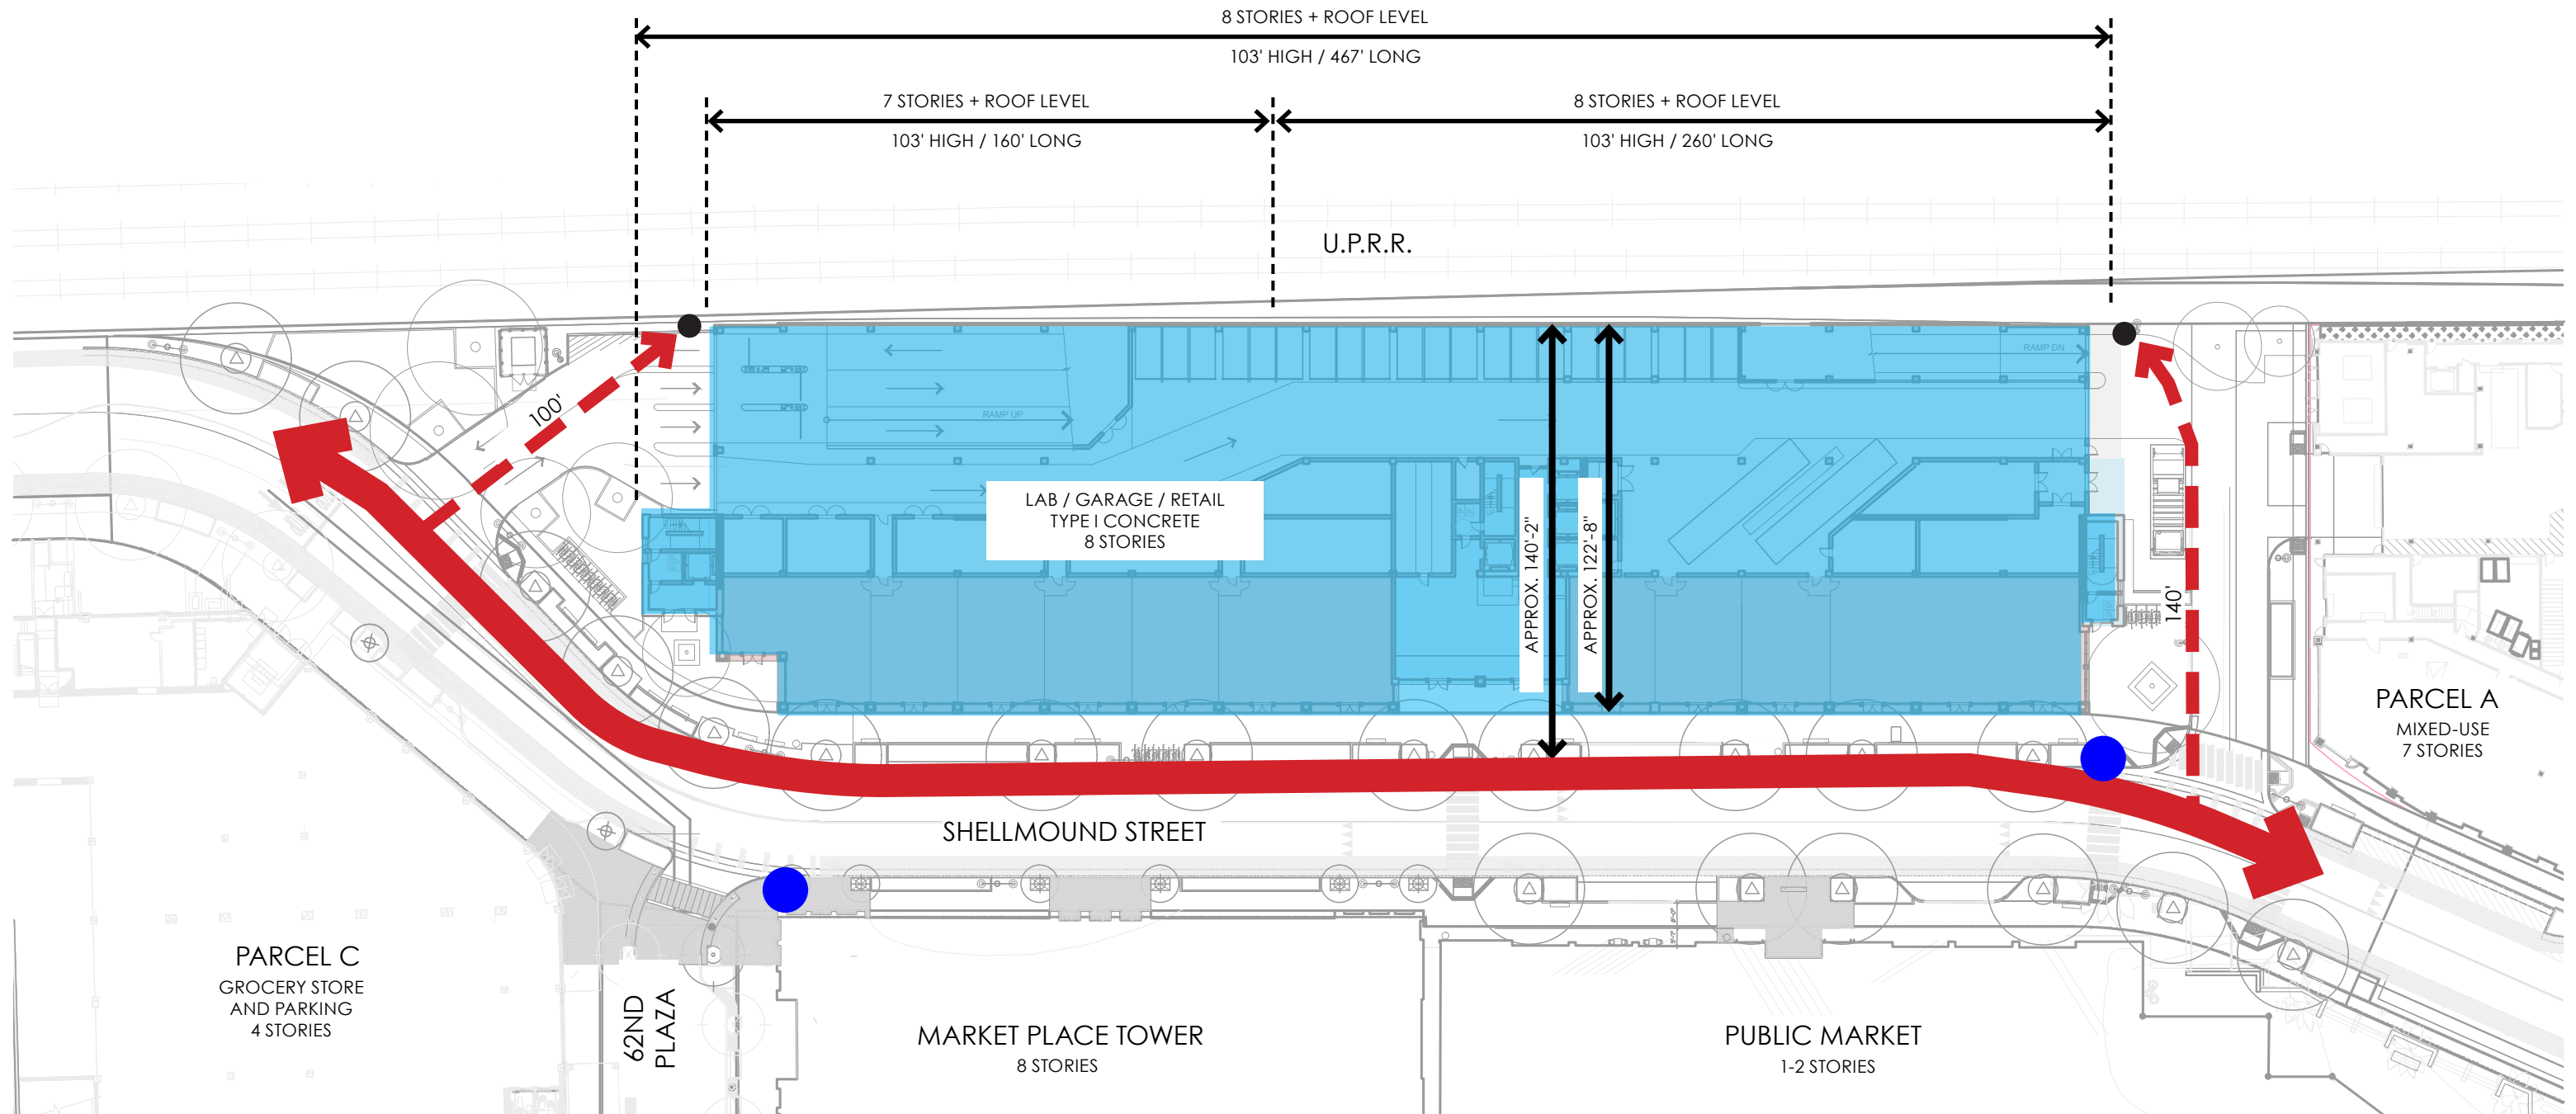 8 STORIES + ROOF LEVEL
103' HIGH / 467' LONG
7 STORIES + ROOF LEVEL
103' HIGH / 160' LONG
8 STORIES + ROOF LEVEL
103' HIGH / 260' LONG
U.P.R.R.
RAMP DN
100'
RAMP UP
LAB / GARAGE / RETAIL
TYPE I CONCRETE
8 STORIES
APPROX. 140'-2"
APPROX. 122'-8"
140'
PARCEL A
MIXED-USE
7 STORIES
SHELLMOUND STREET
PARCEL C
GROCERY STORE
AND PARKING
4 STORIES
62ND
PLAZA
MARKET PLACE TOWER
8 STORIES
PUBLIC MARKET
1-2 STORIES